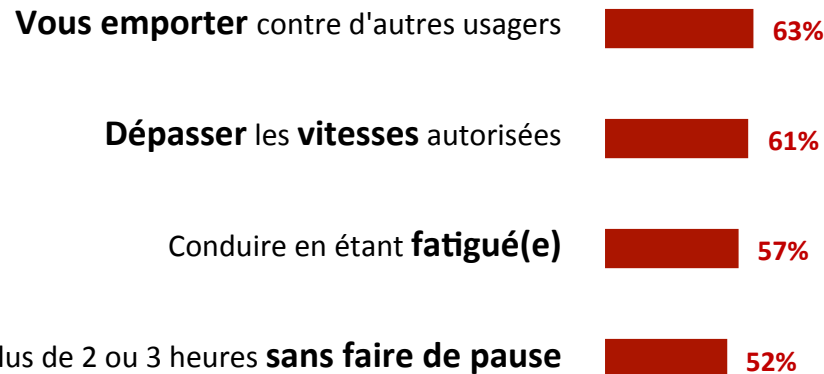 Vous emporter contre d'autres usagers 63%
Dépasser les vitesses autorisées 61%
Conduire en étant fatigué(e) 57%
de 2 ou 3 heures sans faire de pause 52%